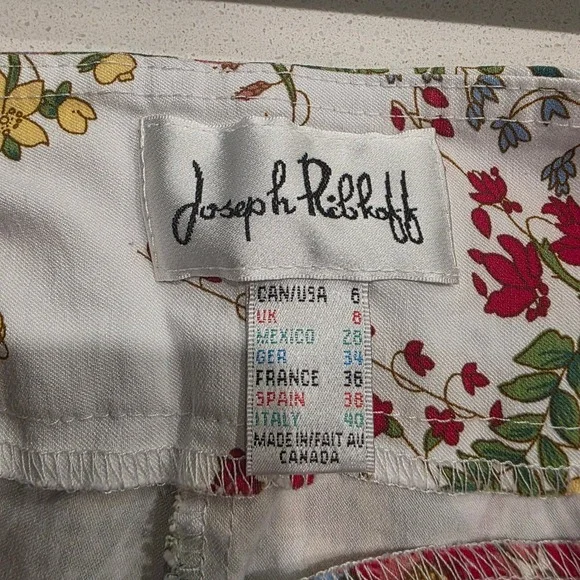 Joseph Ribkoff
CAN/USA 6
UK 8
MEXICO 28
GER 34
FRANCE 36
SPAIN 38
ITALY 40
MADE IN/FAIT AU
CANADA